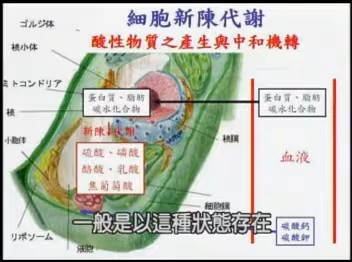 細胞新陳代謝
酸性物質之產生與中和機轉
ゴルジ体
核小体
ミトコンドリア
核
小胞体
リボソーム
蛋白質、脂肪
碳水化合物
新陳代謝
硫酸、磷酸
醋酸、乳酸
焦葡萄酸
核膜
細胞膜
液胞
蛋白質、脂肪
碳水化合物
血液
碳酸鈣
碳酸鉀
一般是以這種狀態存在